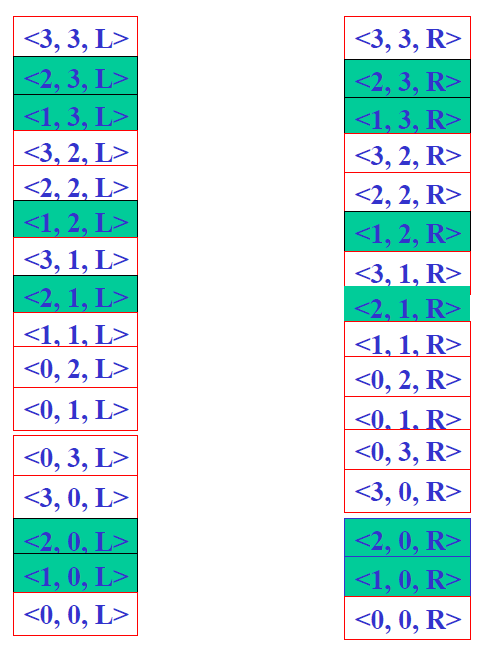 <3, 3, L>
<2, 3, L>
<1, 3, L>
<3, 2, L>
<2, 2, L>
<1, 2, L>
<3, 1, L>
<2, 1, L>
<1, 1, L>
<0, 2, L>
<0, 1, L>
<0, 3, L>
<3, 0, L>
<2, 0, L>
<1, 0, L>
<0, 0, L>
<3, 3, R>
<2, 3, R>
<1, 3, R>
<3, 2, R>
<2, 2, R>
<1, 2, R>
<3, 1, R>
<2, 1, R>
<1, 1, R>
<0, 2, R>
<0, 1, R>
<0, 3, R>
<3, 0, R>
<2, 0, R>
<1, 0, R>
<0, 0, R>